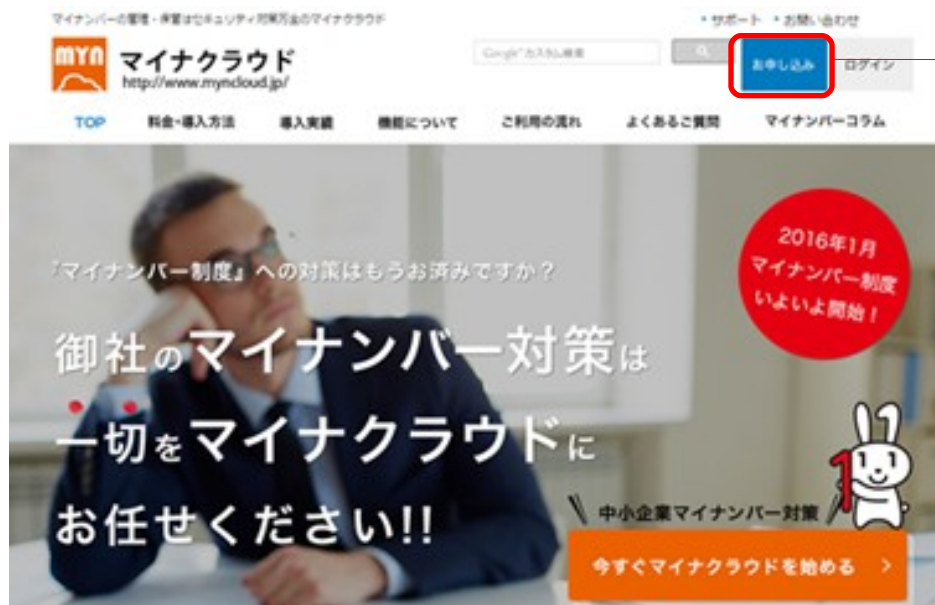 マイナンバーの管理・保管はセキュリティ対策万全のマイナクラウド
サポート
お問い合わせ
myn
マイナクラウド
http://www.myncloud.jp/
Google カスタム検索
お申し込み
ログイン
TOP
料金・導入方法
導入実績
機能について
ご利用の流れ
よくあるご質問
マイナンバーコラム
『マイナンバー制度』への対策はもうお済みですか？
2016年1月
マイナンバー制度
いよいよ開始！
御社のマイナンバー対策は
一切をマイナクラウドに
お任せください!!
中小企業マイナンバー対策
今すぐマイナクラウドを始める